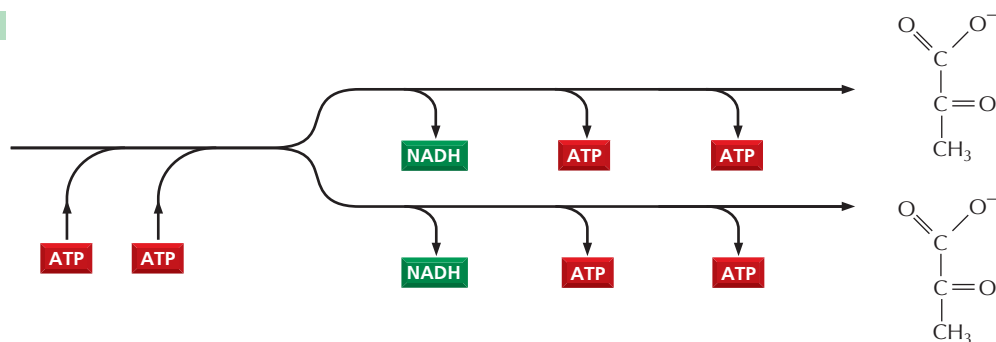 O O⁻
C
C=O
CH₃
NADH ATP ATP
ATP ATP
NADH ATP ATP
O O⁻
C
C=O
CH₃